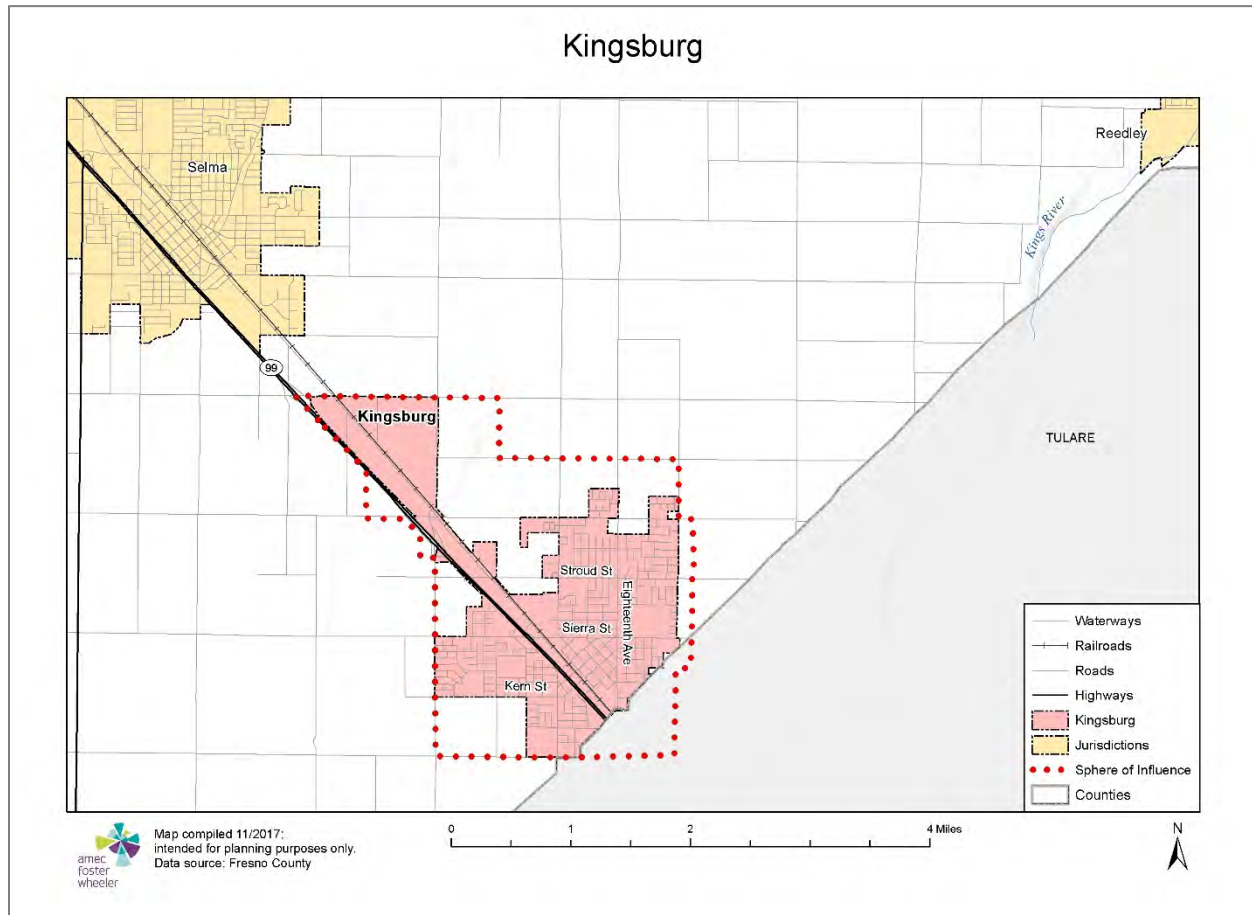 Kingsburg
Reedley
Selma
Kings River
99
Kingsburg
TULARE
Stroud St
Eighteenth Ave
Sierra St
Kern St
Waterways
Railroads
Roads
Highways
Kingsburg
Jurisdictions
Sphere of Influence
Counties
amec
foster
wheeler
Map compiled 11/2017;
intended for planning purposes only.
Data source: Fresno County
0 1 2 4 Miles
N